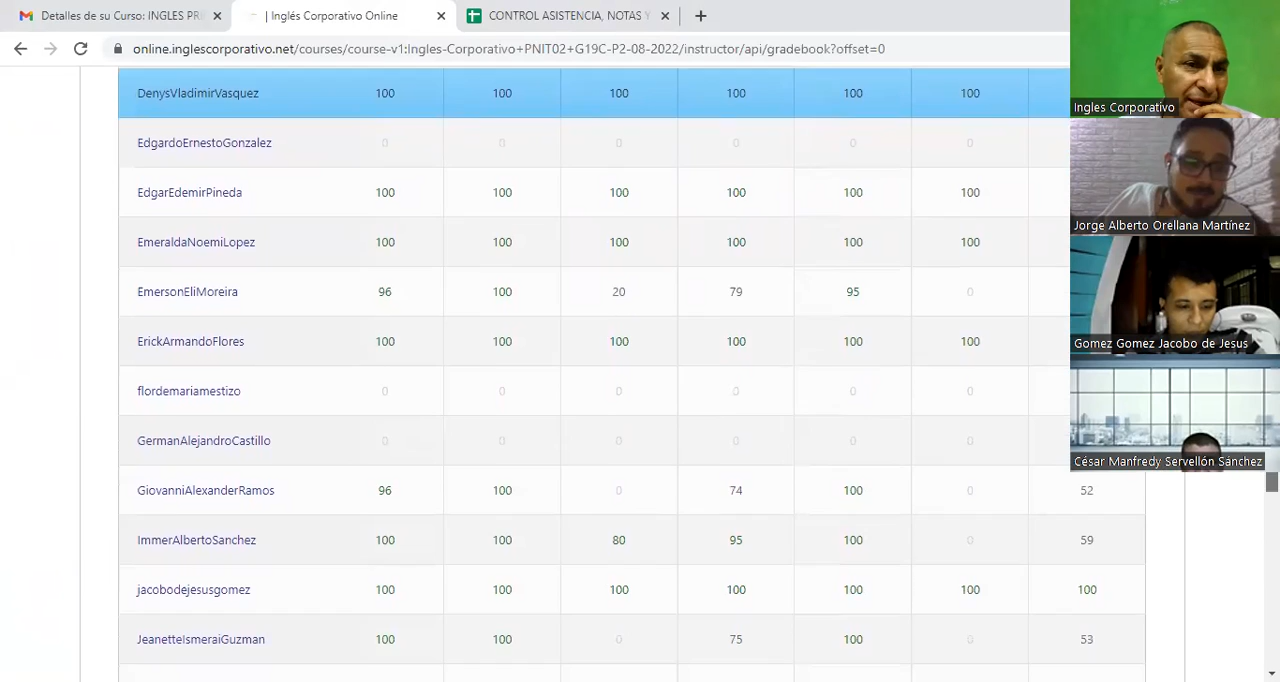 Detalles de su Curso: INGLES PRI
| Inglés Corporativo Online
CONTROL ASISTENCIA, NOTAS Y
online.inglescorporativo.net/courses/course-v1:Ingles-Corporativo+PNIT02+G19C-P2-08-2022/instructor/api/gradebook?offset=0
DenysVladimirVasquez 100 100 100 100 100 100
EdgardoErnestoGonzalez 0 0 0 0 0 0
EdgarEdemirPineda 100 100 100 100 100 100
EmeraldaNoemiLopez 100 100 100 100 100 100
EmersonEliMoreira 96 100 20 79 95 0
ErickArmandoFlores 100 100 100 100 100 100
flordemariamestizo 0 0 0 0 0 0
GermanAlejandroCastillo 0 0 0 0 0 0
GiovanniAlexanderRamos 96 100 0 74 100 0 52
ImmerAlbertoSanchez 100 100 80 95 100 0 59
jacobodejesusgomez 100 100 100 100 100 100 100
JeanetteIsmeraiGuzman 100 100 0 75 100 0 53
Ingles Corporativo
Jorge Alberto Orellana Martínez
Gomez Gomez Jacobo de Jesus
César Manfredy Servellón Sánchez